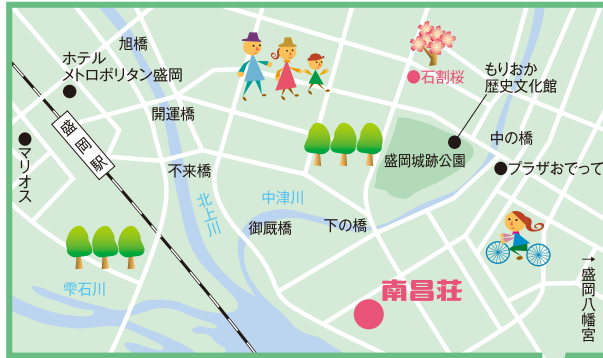 旭橋
ホテル
メトロポリタン盛岡
石割桜
もりおか
歴史文化館
開運橋
盛岡駅
中の橋
マリオス
不来橋
盛岡城跡公園
プラザおでって
北上川
中津川
御厩橋
下の橋
雫石川
南昌荘
→盛岡八幡宮